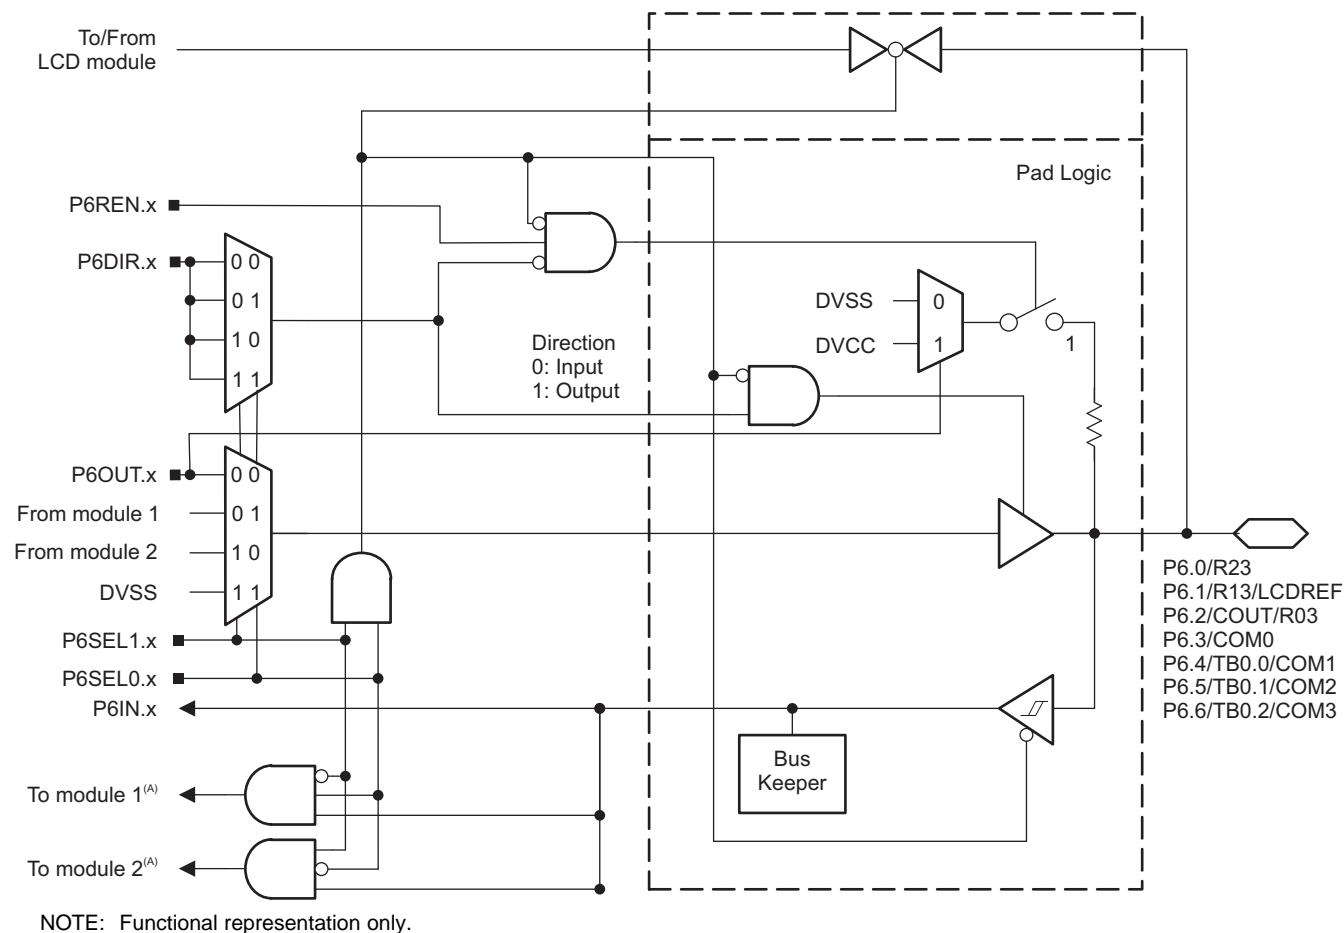 To/From
LCD module
Pad Logic
P6REN.x
P6DIR.x
0 0
0 1
1 0
1 1
Direction
0: Input
1: Output
DVSS
DVCC
0
1
1
P6OUT.x
From module 1
From module 2
DVSS
0 0
0 1
1 0
1 1
P6SEL1.x
P6SEL0.x
P6IN.x
P6.0/R23
P6.1/R13/LCDREF
P6.2/COUT/R03
P6.3/COM0
P6.4/TB0.0/COM1
P6.5/TB0.1/COM2
P6.6/TB0.2/COM3
Bus
Keeper
To module 1(A)
To module 2(A)
NOTE: Functional representation only.